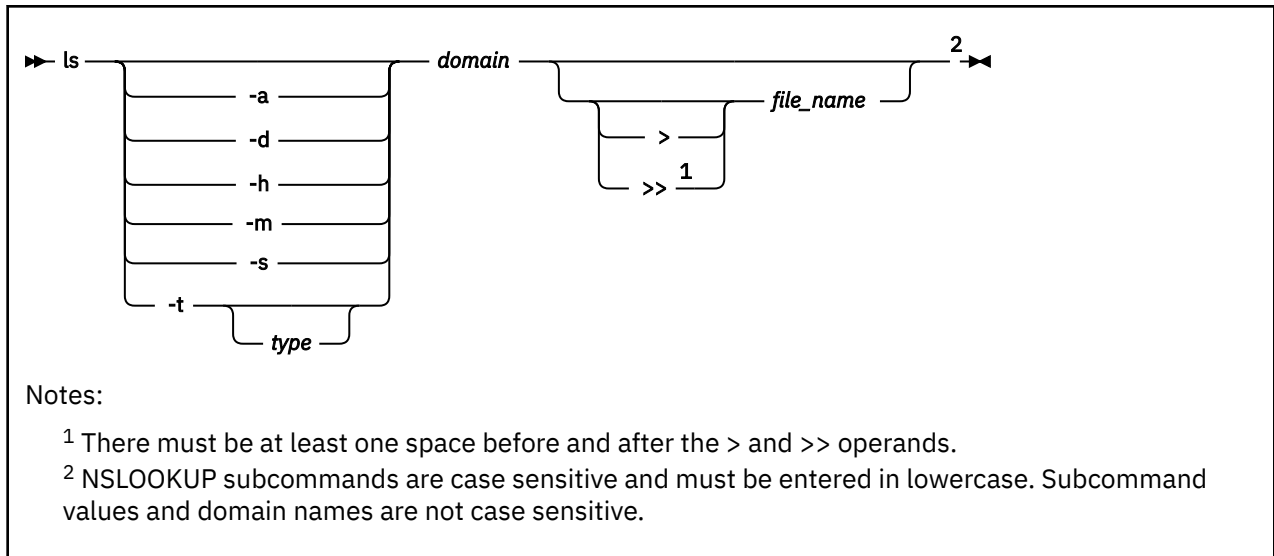 ls domain 2
-a file_name
-d >
-h >> 1
-m
-s
-t
type
Notes:
1 There must be at least one space before and after the > and >> operands.
2 NSLOOKUP subcommands are case sensitive and must be entered in lowercase. Subcommand
values and domain names are not case sensitive.